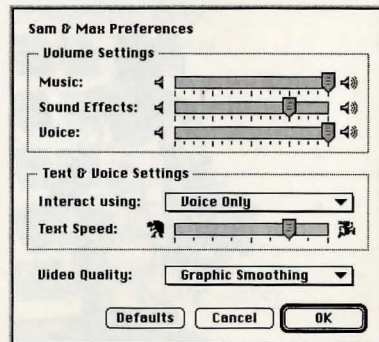 Sam & Max Preferences
Volume Settings
Music:
Sound Effects:
Voice:
Text & Voice Settings
Interact using: Voice Only
Text Speed:
Video Quality: Graphic Smoothing
Defaults Cancel OK